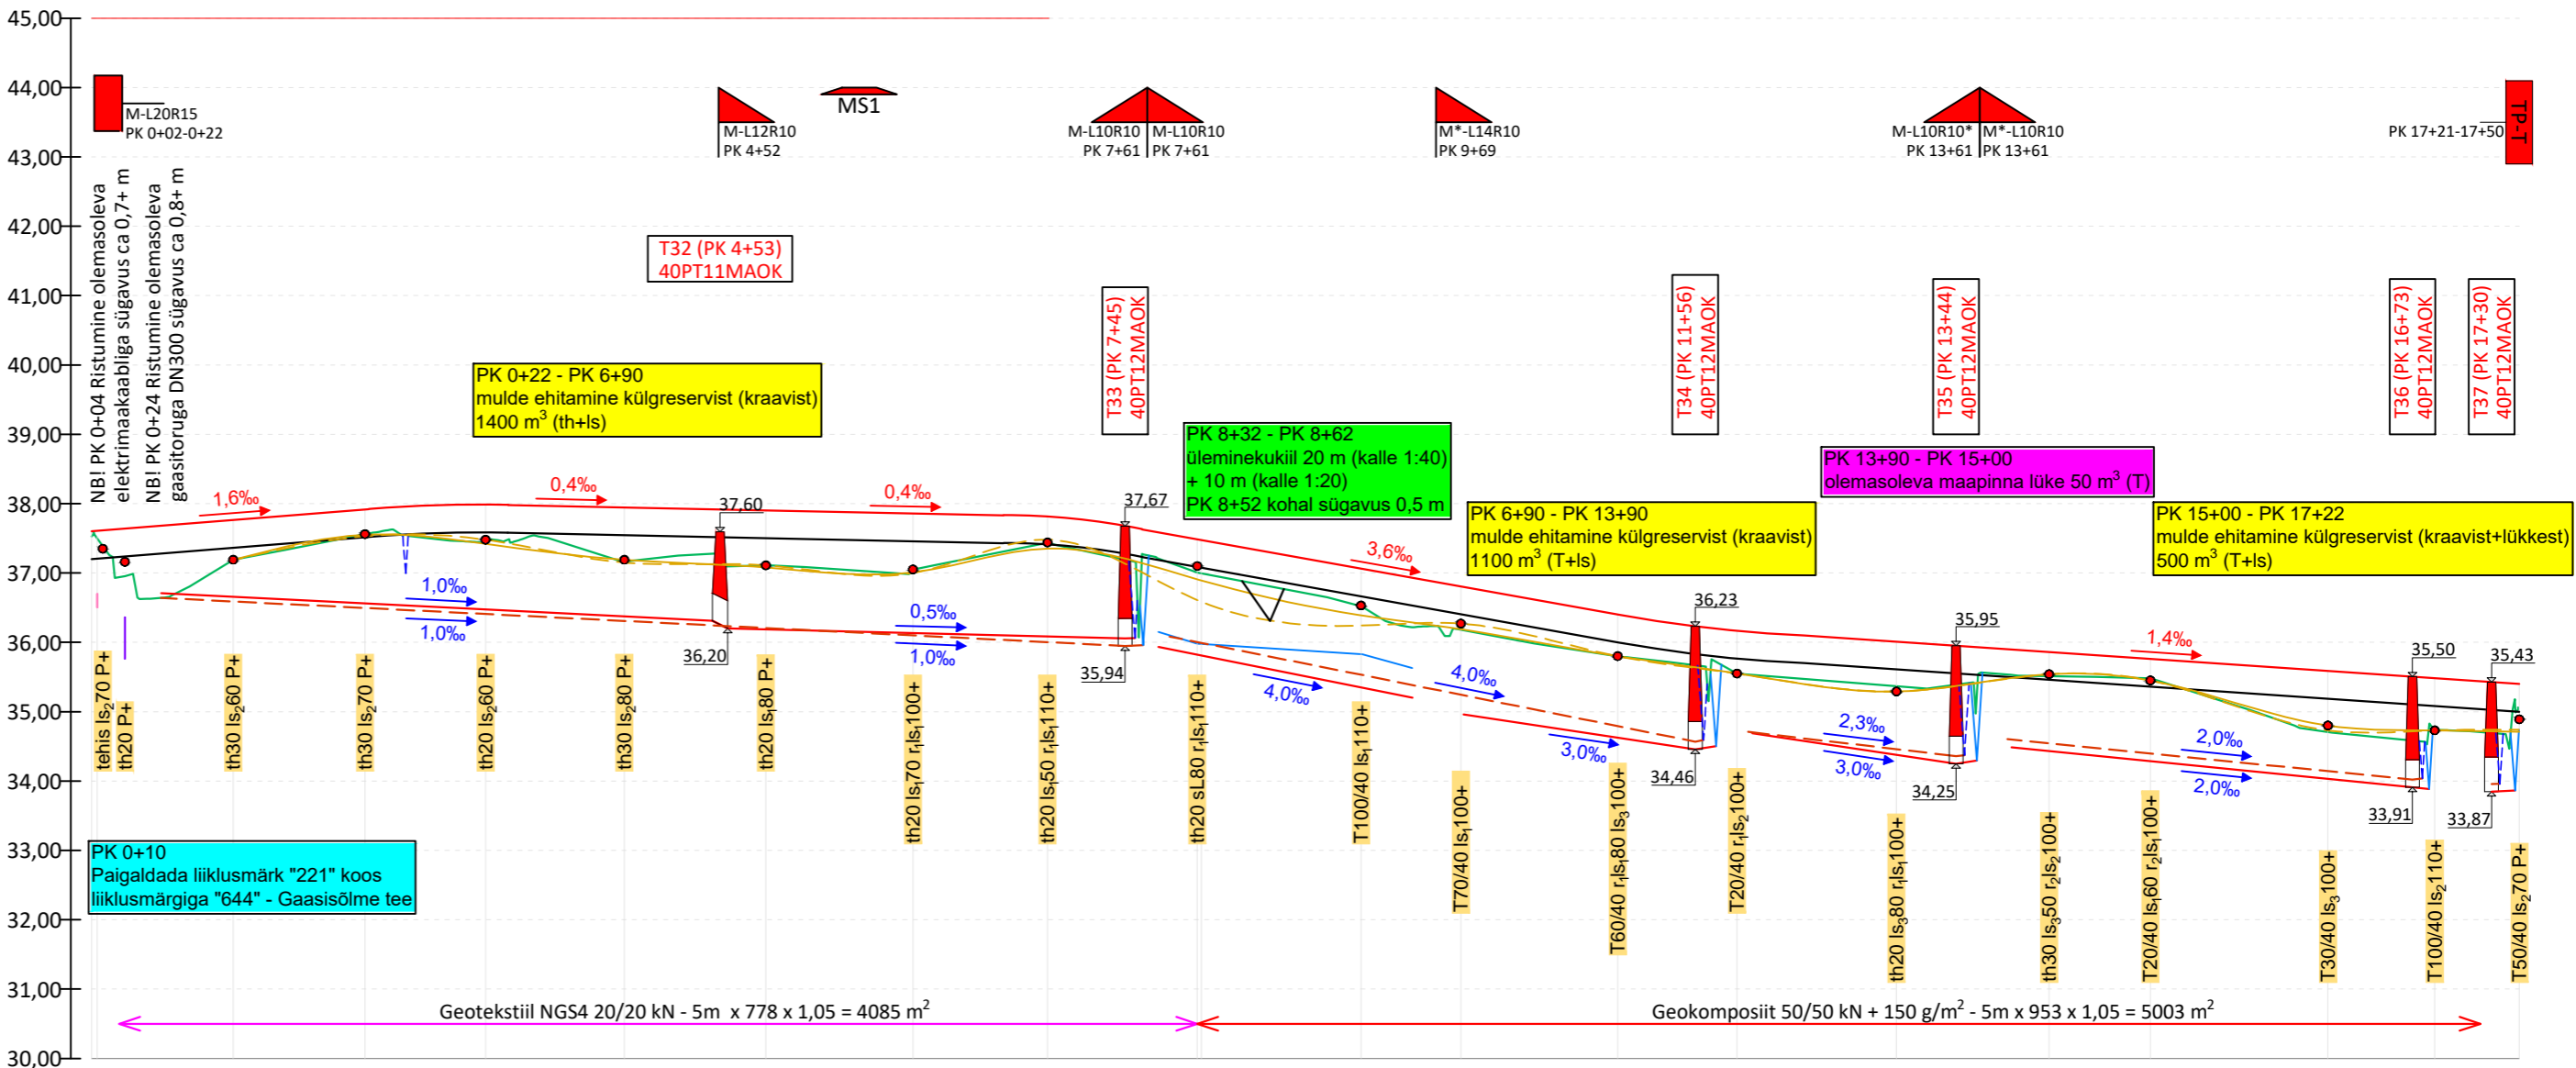 45,00
44,00
43,00
42,00
41,00
40,00
39,00
38,00
37,00
36,00
35,00
34,00
33,00
32,00
31,00
30,00
M-L20R15
PK 0+02-0+22
M-L12R10
PK 4+52
MS1
M-L10R10
PK 7+61
M-L10R10
PK 7+61
M*-L14R10
PK 9+69
M-L10R10*
PK 13+61
M*-L10R10
PK 13+61
PK 17+21-17+50
TP-T
NB! PK 0+04 Ristumine olemasoleva
elektrimaakaabliga sügavus ca 0,7+ m
NB! PK 0+24 Ristumine olemasoleva
gaasitoruga DN300 sügavus ca 0,8+ m
T32 (PK 4+53)
40PT11MAOK
T33 (PK 7+45)
40PT12MAOK
T34 (PK 11+56)
40PT12MAOK
T35 (PK 13+44)
40PT12MAOK
T36 (PK 16+73)
40PT12MAOK
T37 (PK 17+30)
40PT12MAOK
PK 0+22 - PK 6+90
mulde ehitamine külgreservist (kraavist)
1400 m³ (th+ls)
PK 8+32 - PK 8+62
üleminekukiil 20 m (kalle 1:40)
+ 10 m (kalle 1:20)
PK 8+52 kohal sügavus 0,5 m
PK 6+90 - PK 13+90
mulde ehitamine külgreservist (kraavist)
1100 m³ (T+ls)
PK 13+90 - PK 15+00
olemasoleva maapinna lüke 50 m³ (T)
PK 15+00 - PK 17+22
mulde ehitamine külgreservist (kraavist+lükkest)
500 m³ (T+ls)
1,6‰
0,4‰
0,4‰
3,6‰
1,4‰
37,60
37,67
36,23
35,95
35,50
35,43
1,0‰
1,0‰
0,5‰
1,0‰
4,0‰
4,0‰
3,0‰
2,3‰
3,0‰
2,0‰
2,0‰
36,20
35,94
34,46
34,25
33,91
33,87
tehis ls₂70 P+
th20 P+
th30 ls₂60 P+
th30 ls₂70 P+
th20 ls₂60 P+
th30 ls₂80 P+
th20 ls₁80 P+
th20 ls₁70 r₁ls₁100+
th20 ls₁50 r₁ls₁110+
th20 sL80 r₁ls₁110+
T100/40 ls₁110+
T70/40 ls₁100+
T60/40 r₁ls₁80 ls₃100+
T20/40 r₁ls₂100+
th20 ls₃80 r₁ls₁100+
th30 ls₃50 r₂ls₂100+
T20/40 ls₁60 r₂ls₁100+
T30/40 ls₃100+
T100/40 ls₂110+
T50/40 ls₂70 P+
PK 0+10
Paigaldada liiklusmärk "221" koos
liiklusmärgiga "644" - Gaasisõlme tee
Geotekstiil NGS4 20/20 kN - 5m x 778 x 1,05 = 4085 m²
Geokomposiit 50/50 kN + 150 g/m² - 5m x 953 x 1,05 = 5003 m²